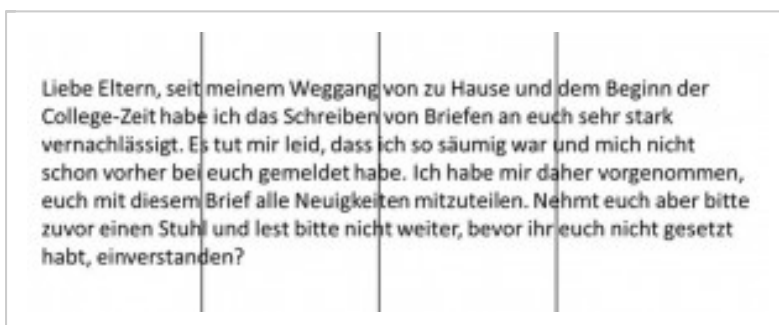 Liebe Eltern, seit meinem Weggang von zu Hause und dem Beginn der
College-Zeit habe ich das Schreiben von Briefen an euch sehr stark
vernachlässigt. Es tut mir leid, dass ich so säumig war und mich nicht
schon vorher bei euch gemeldet habe. Ich habe mir daher vorgenommen,
euch mit diesem Brief alle Neuigkeiten mitzuteilen. Nehmt euch aber bitte
zuvor einen Stuhl und lest bitte nicht weiter, bevor ihr euch nicht gesetzt
habt, einverstanden?